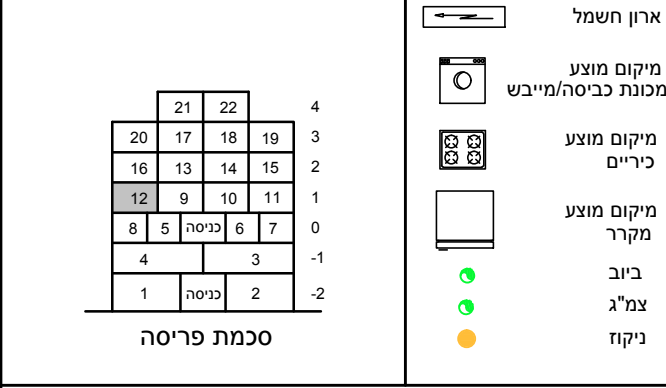 ארון חשמל
מיקום מוצע
מכונת כביסה/מייבש
מיקום מוצע
כיריים
מיקום מוצע
מקרר
ביוב
צמ"ג
ניקוז
21 22 4
20 17 18 19 3
16 13 14 15 2
12 9 10 11 1
8 5 כניסה 6 7 0
4 3 -1
1 כניסה 2 -2
סכמת פריסה